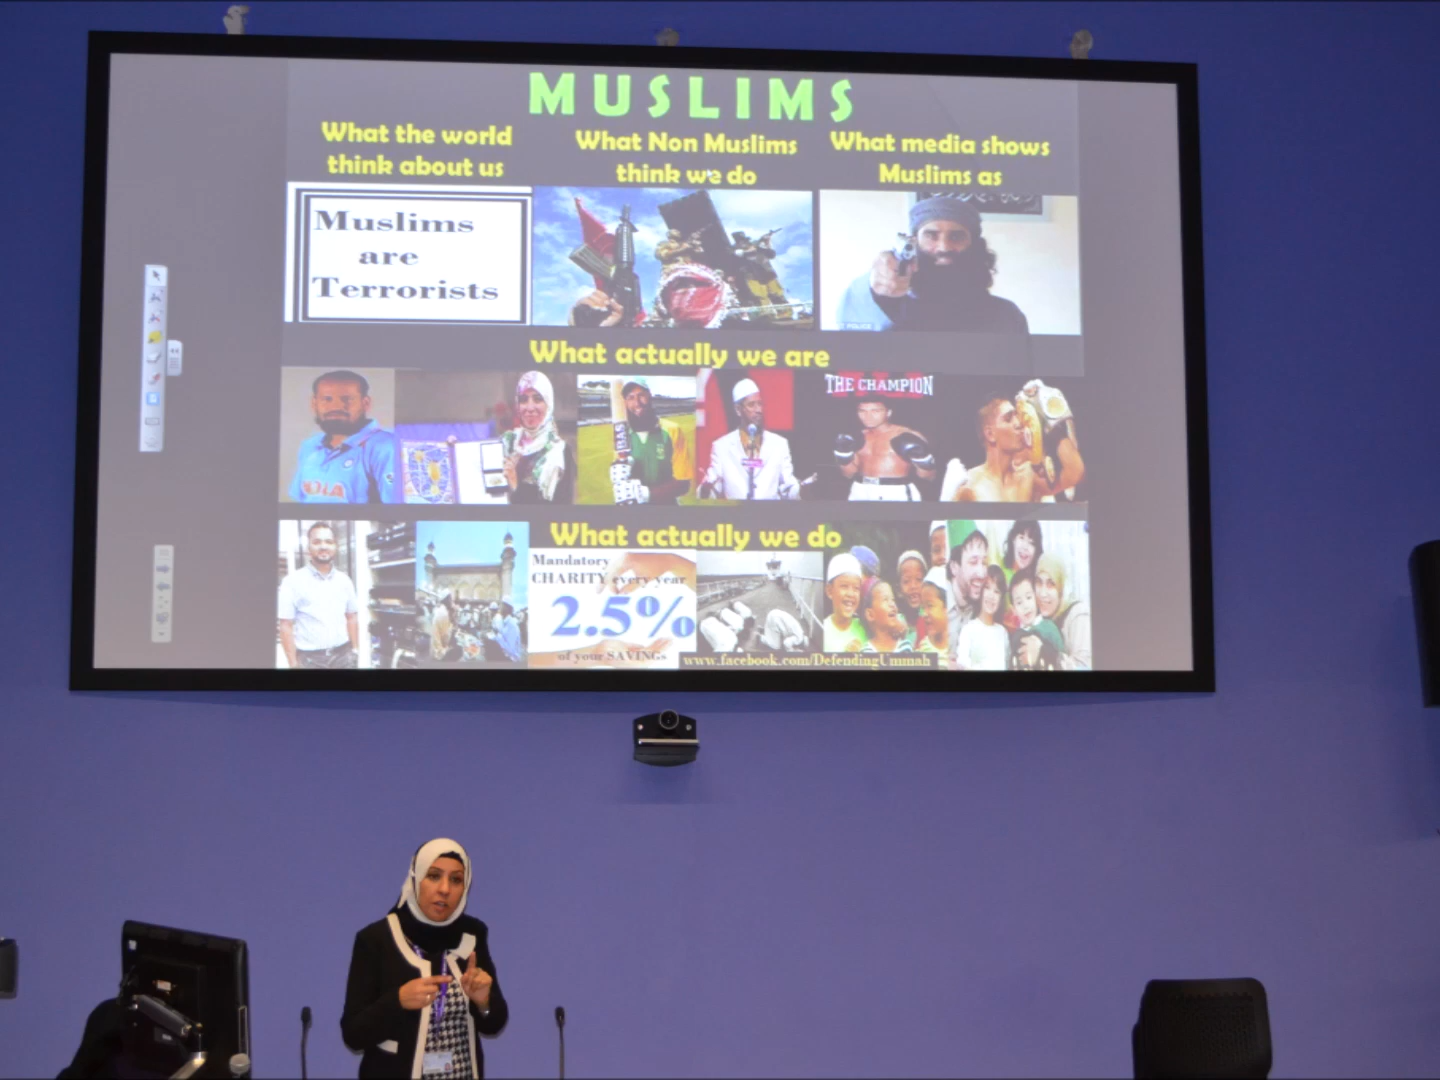 MUSLIMS
What the world
think about us
What Non Muslims
think we do
What media shows
Muslims as
Muslims
are
Terrorists
POLICE
What actually we are
THE CHAMPION
BAS
What actually we do
Mandatory
CHARITY every year
2.5%
of your SAVINGs
www.facebook.com/DefendingUmmah